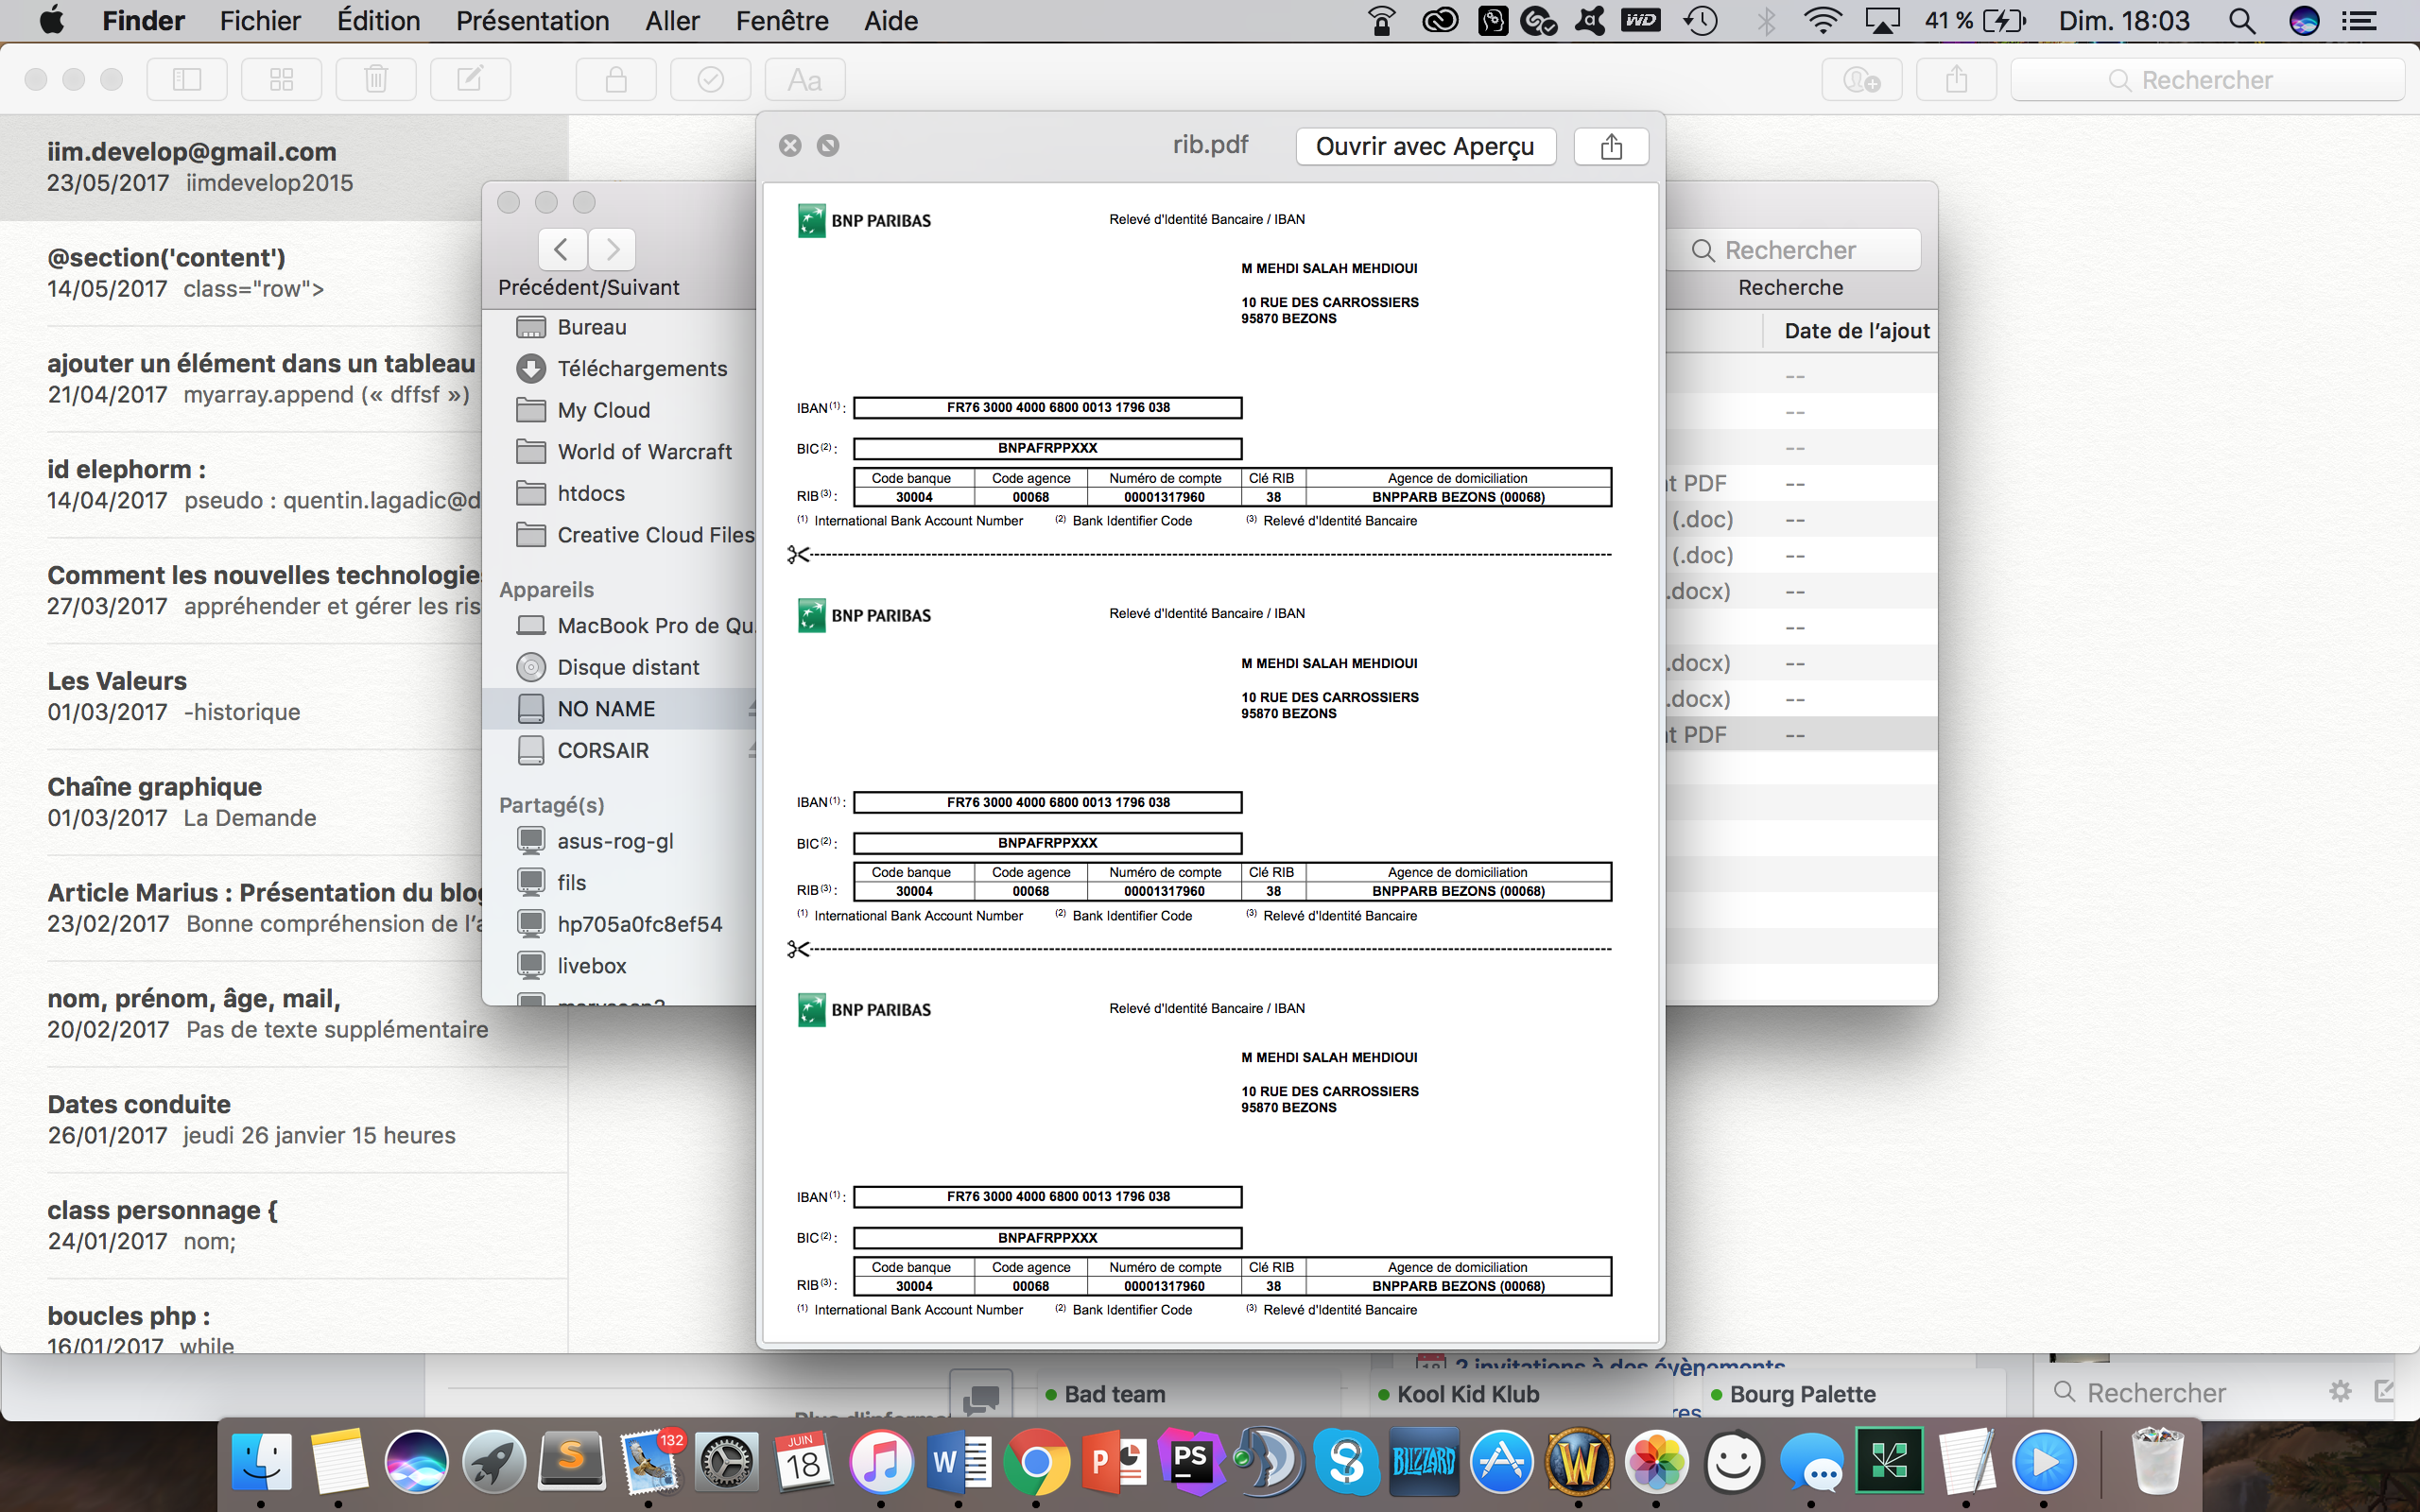 Finder Fichier Édition Présentation Aller Fenêtre Aide 41 % Dim. 18:03
Aa Rechercher
iim.develop@gmail.com
23/05/2017 iimdevelop2015
@section('content')
14/05/2017 class="row">
ajouter un élément dans un tableau
21/04/2017 myarray.append (« dffsf »)
id elephorm :
14/04/2017 pseudo : quentin.lagadic@d
Comment les nouvelles technologie
27/03/2017 appréhender et gérer les ris
Les Valeurs
01/03/2017 -historique
Chaîne graphique
01/03/2017 La Demande
Article Marius : Présentation du blog
23/02/2017 Bonne compréhension de l'a
nom, prénom, âge, mail,
20/02/2017 Pas de texte supplémentaire
Dates conduite
26/01/2017 jeudi 26 janvier 15 heures
class personnage {
24/01/2017 nom;
boucles php :
16/01/2017 while
Précédent/Suivant
Bureau
Téléchargements
My Cloud
World of Warcraft
htdocs
Creative Cloud Files
Appareils
MacBook Pro de Qu
Disque distant
NO NAME
CORSAIR
Partagé(s)
asus-rog-gl
fils
hp705a0fc8ef54
livebox
rib.pdf Ouvrir avec Aperçu
BNP PARIBAS Relevé d'Identité Bancaire / IBAN
M MEHDI SALAH MEHDIOUI
10 RUE DES CARROSSIERS
95870 BEZONS
IBAN(1) : FR76 3000 4000 6800 0013 1796 038
BIC(2) : BNPAFRPPXXX
Code banque Code agence Numéro de compte Clé RIB Agence de domiciliation
RIB(3) : 30004 00068 00001317960 38 BNPPARB BEZONS (00068)
(1) International Bank Account Number (2) Bank Identifier Code (3) Relevé d'Identité Bancaire
BNP PARIBAS Relevé d'Identité Bancaire / IBAN
M MEHDI SALAH MEHDIOUI
10 RUE DES CARROSSIERS
95870 BEZONS
IBAN(1) : FR76 3000 4000 6800 0013 1796 038
BIC(2) : BNPAFRPPXXX
Code banque Code agence Numéro de compte Clé RIB Agence de domiciliation
RIB(3) : 30004 00068 00001317960 38 BNPPARB BEZONS (00068)
(1) International Bank Account Number (2) Bank Identifier Code (3) Relevé d'Identité Bancaire
BNP PARIBAS Relevé d'Identité Bancaire / IBAN
M MEHDI SALAH MEHDIOUI
10 RUE DES CARROSSIERS
95870 BEZONS
IBAN(1) : FR76 3000 4000 6800 0013 1796 038
BIC(2) : BNPAFRPPXXX
Code banque Code agence Numéro de compte Clé RIB Agence de domiciliation
RIB(3) : 30004 00068 00001317960 38 BNPPARB BEZONS (00068)
(1) International Bank Account Number (2) Bank Identifier Code (3) Relevé d'Identité Bancaire
Rechercher
Recherche
Date de l'ajout
--
--
--
t PDF --
(.doc) --
(.doc) --
.docx) --
--
.docx) --
.docx) --
t PDF --
2 invitations à des évènements
Bad team
Kool Kid Klub
Bourg Palette
Rechercher
132
JUIN
18
BLIZZARD